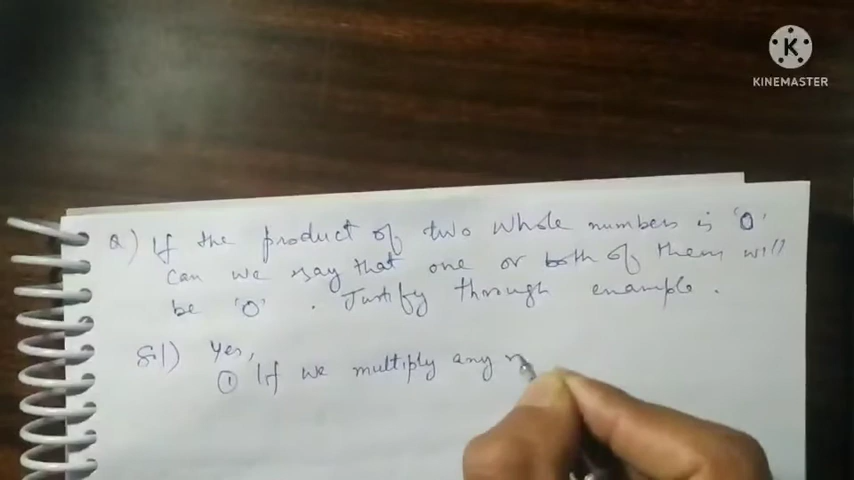 KINEMASTER
Q) If the product of two whole numbers is '0'
can we say that one or both of them will
be '0'. Justify through example.
Sol) Yes,
① If we multiply any n